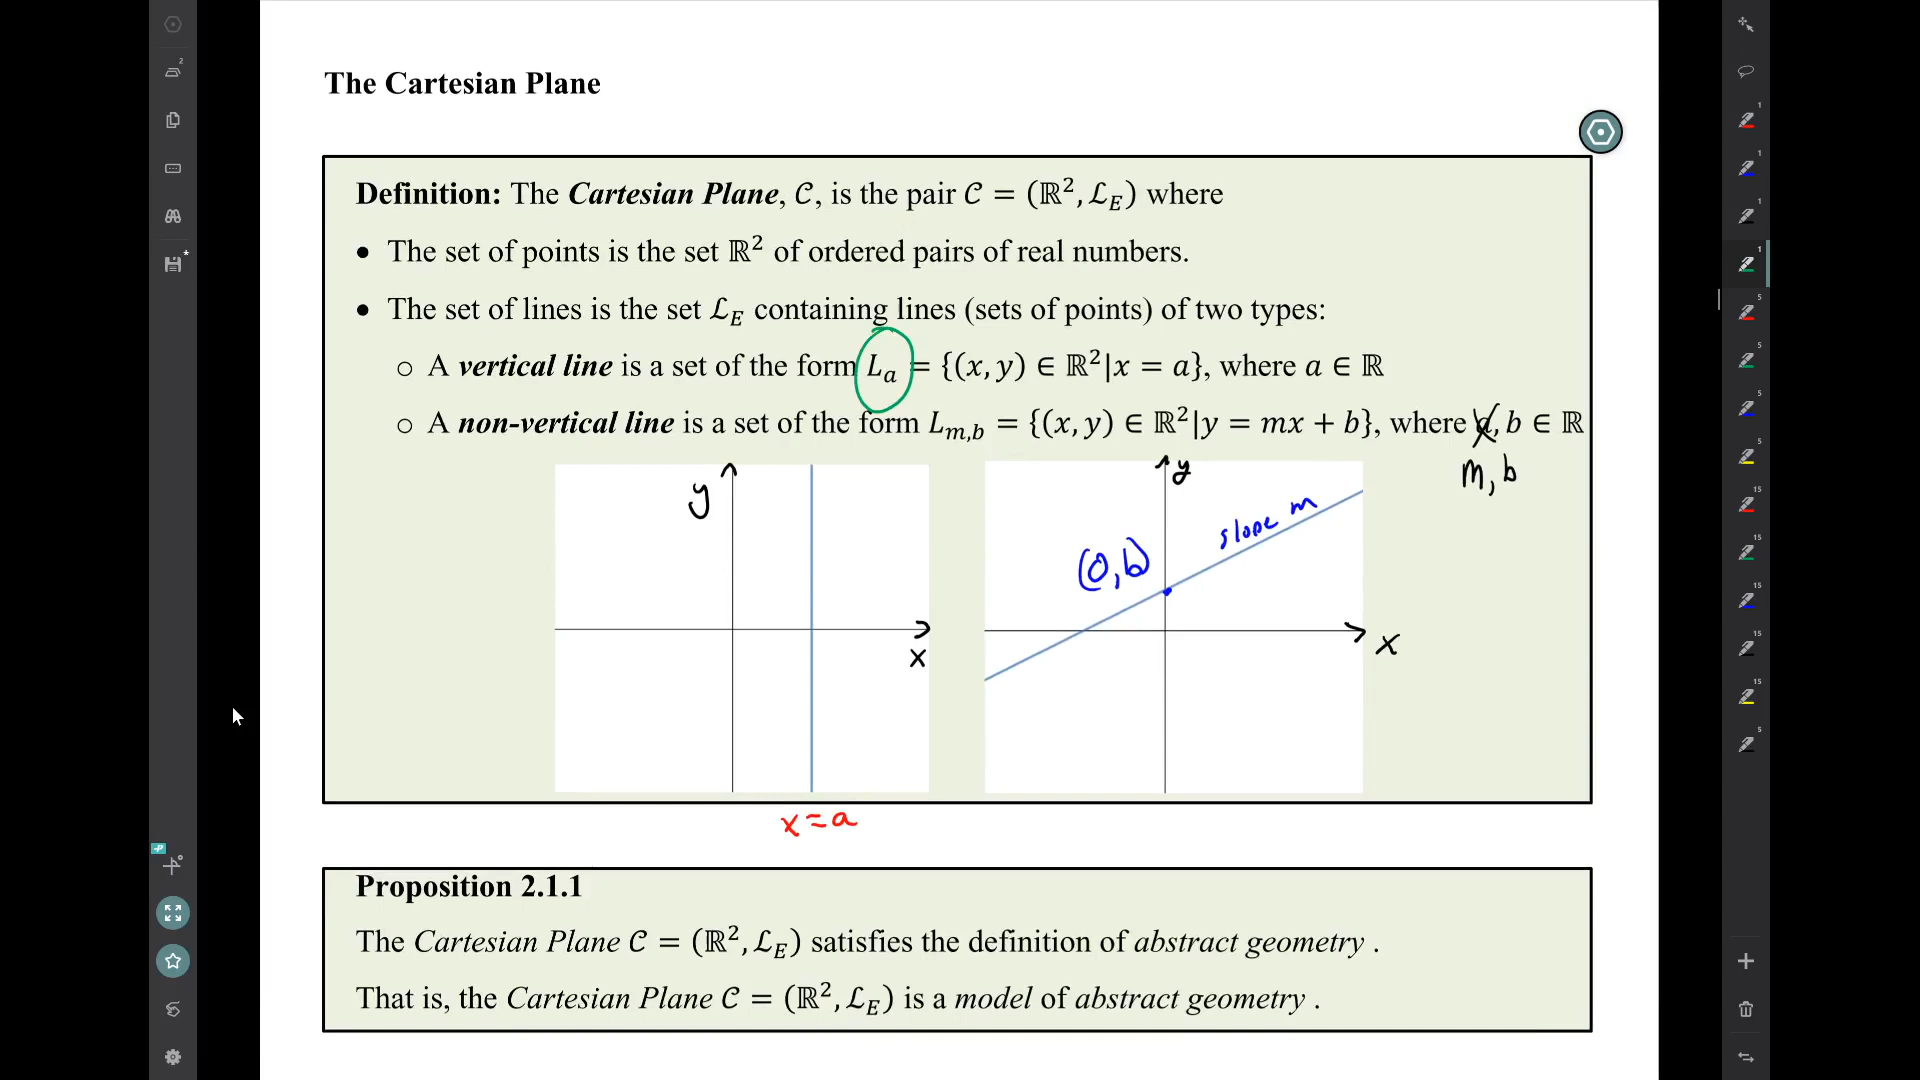 The Cartesian Plane
Definition: The Cartesian Plane, 𝒞, is the pair 𝒞 = (ℝ², ℒ_E) where
• The set of points is the set ℝ² of ordered pairs of real numbers.
• The set of lines is the set ℒ_E containing lines (sets of points) of two types:
○ A vertical line is a set of the form L_a = {(x, y) ∈ ℝ²|x = a}, where a ∈ ℝ
○ A non-vertical line is a set of the form L_{m,b} = {(x, y) ∈ ℝ²|y = mx + b}, where a, b ∈ ℝ
m, b
y
x
y
slope m
(0,b)
x
x=a
Proposition 2.1.1
The Cartesian Plane 𝒞 = (ℝ², ℒ_E) satisfies the definition of abstract geometry .
That is, the Cartesian Plane 𝒞 = (ℝ², ℒ_E) is a model of abstract geometry .